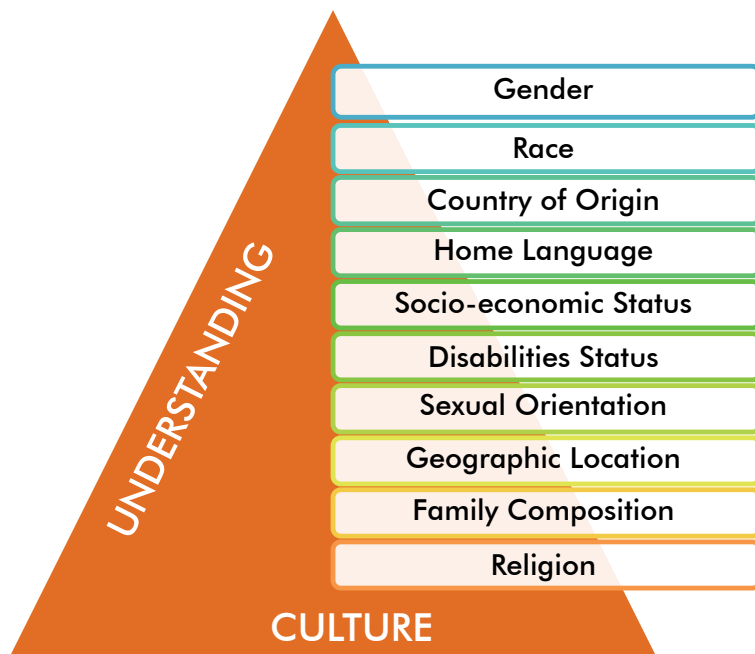 Gender
Race
Country of Origin
Home Language
Socio-economic Status
Disabilities Status
Sexual Orientation
Geographic Location
Family Composition
Religion
UNDERSTANDING
CULTURE